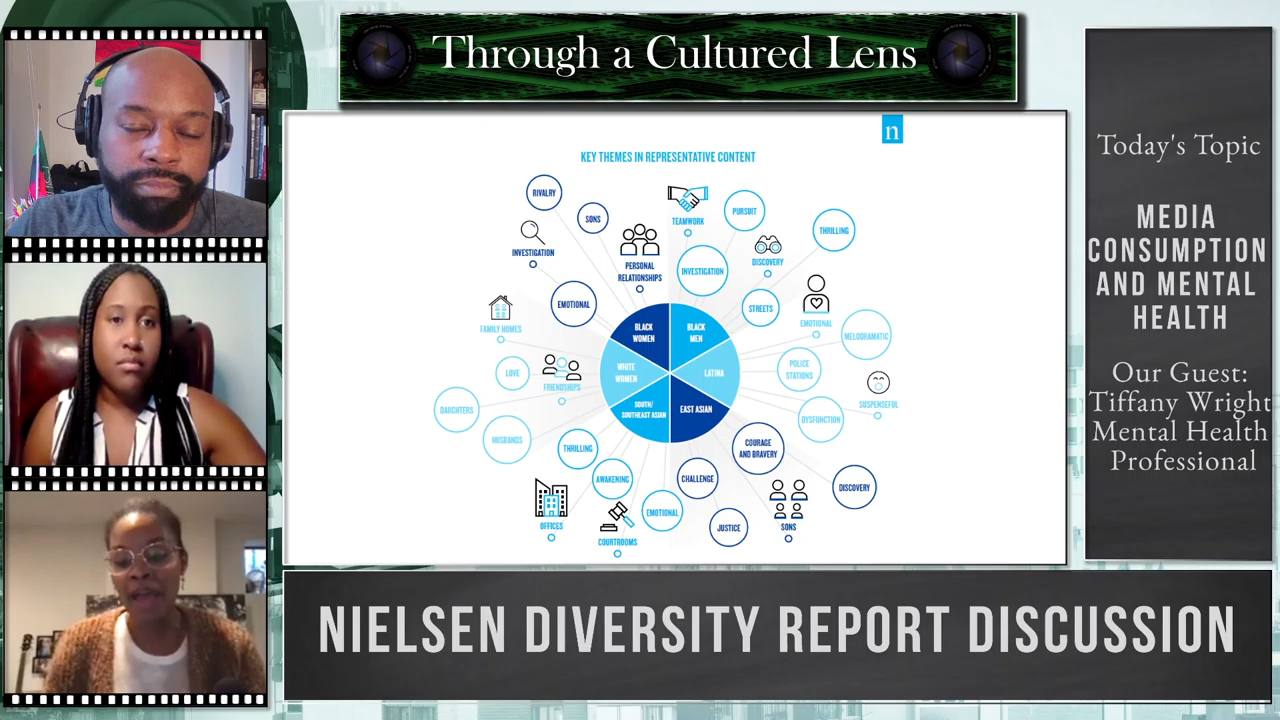 Through a Cultured Lens
n
KEY THEMES IN REPRESENTATIVE CONTENT
RIVALRY
SONS
INVESTIGATION
PERSONAL
RELATIONSHIPS
EMOTIONAL
TEAMWORK
PURSUIT
INVESTIGATION
DISCOVERY
THRILLING
STREETS
EMOTIONAL
MELODRAMATIC
POLICE
STATIONS
SUSPENSEFUL
DYSFUNCTION
FAMILY HOMES
LOVE
FRIENDSHIPS
DAUGHTERS
HUSBANDS
BLACK
WOMEN
BLACK
MEN
WHITE
WOMEN
LATINA
SOUTH/
SOUTHEAST ASIAN
EAST ASIAN
THRILLING
AWAKENING
OFFICES
COURTROOMS
EMOTIONAL
COURAGE
AND BRAVERY
CHALLENGE
DISCOVERY
JUSTICE
SONS
Today's Topic
MEDIA
CONSUMPTION
AND MENTAL
HEALTH
Our Guest:
Tiffany Wright
Mental Health
Professional
NIELSEN DIVERSITY REPORT DISCUSSION